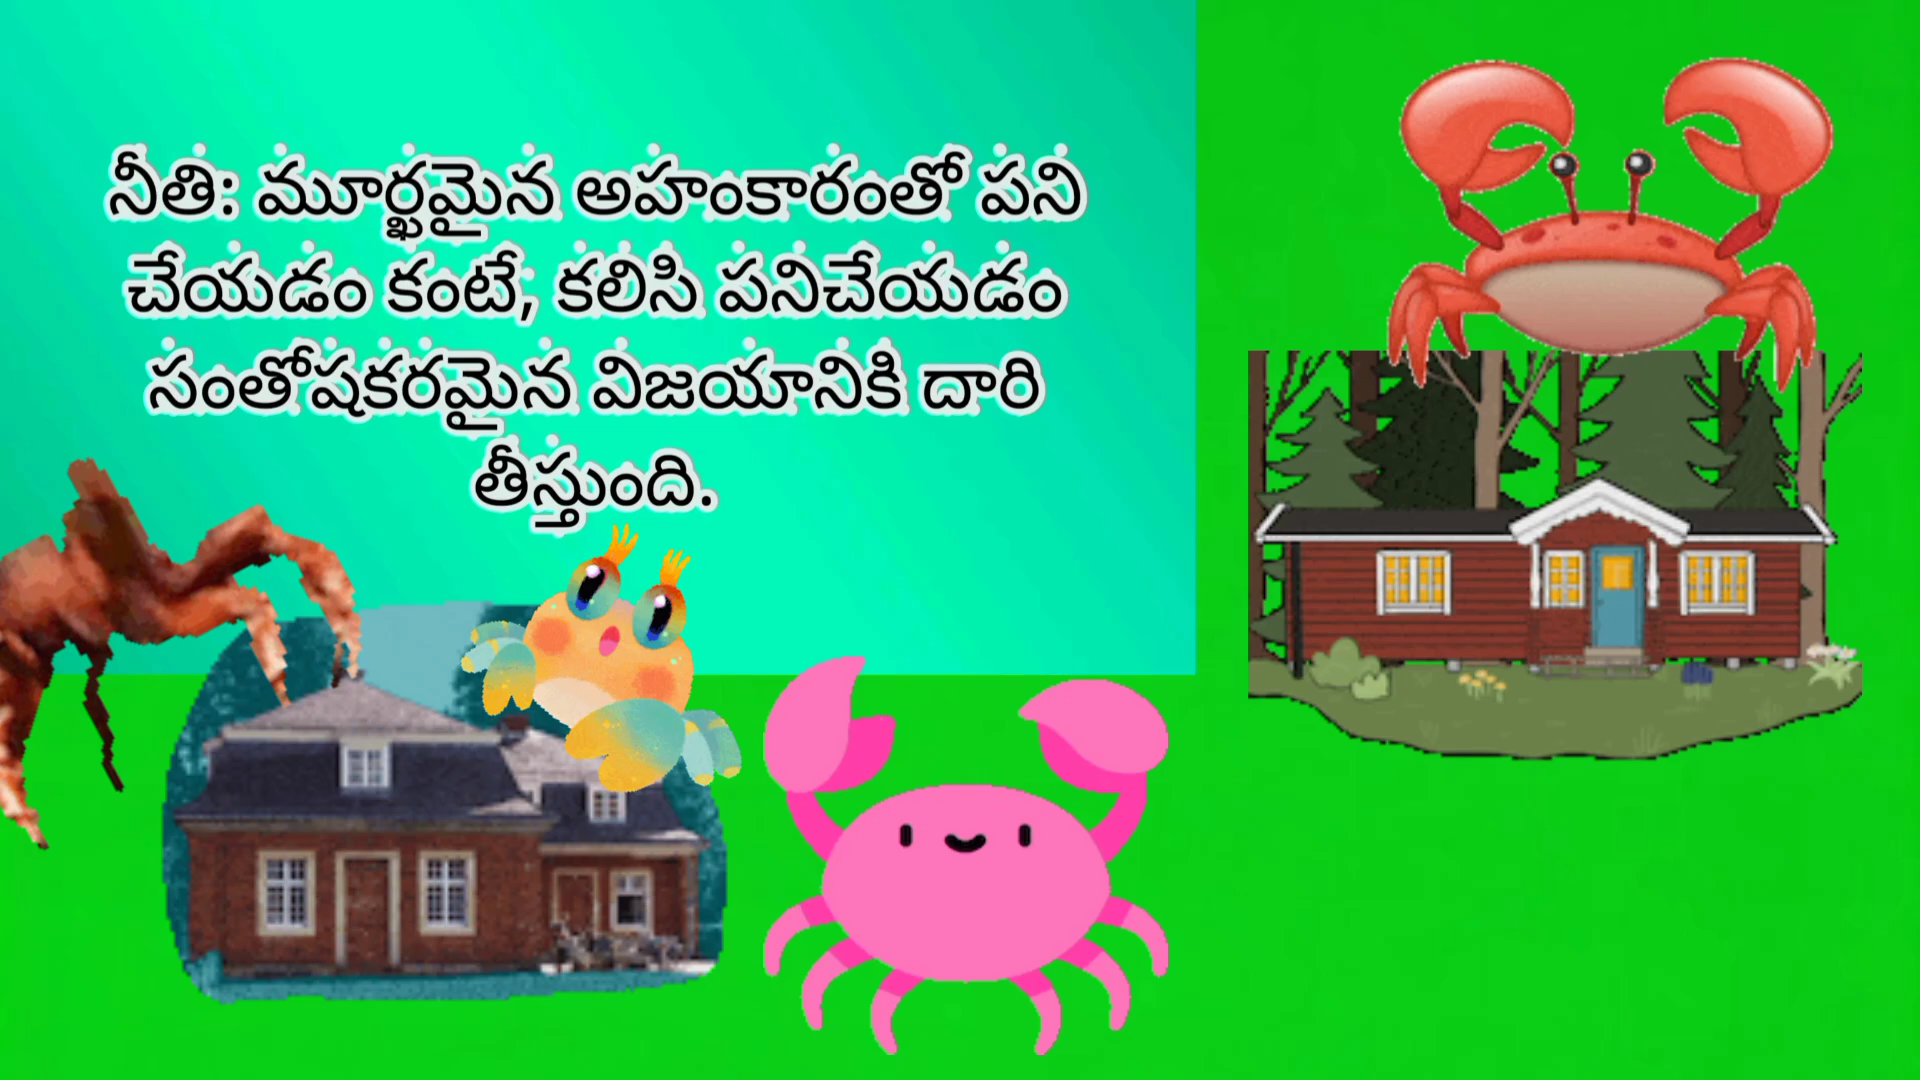 నీతి: మూర్ఖమైన అహంకారంతో పని
చేయడం కంటే, కలిసి పనిచేయడం
సంతోషకరమైన విజయానికి దారి
తీస్తుంది.